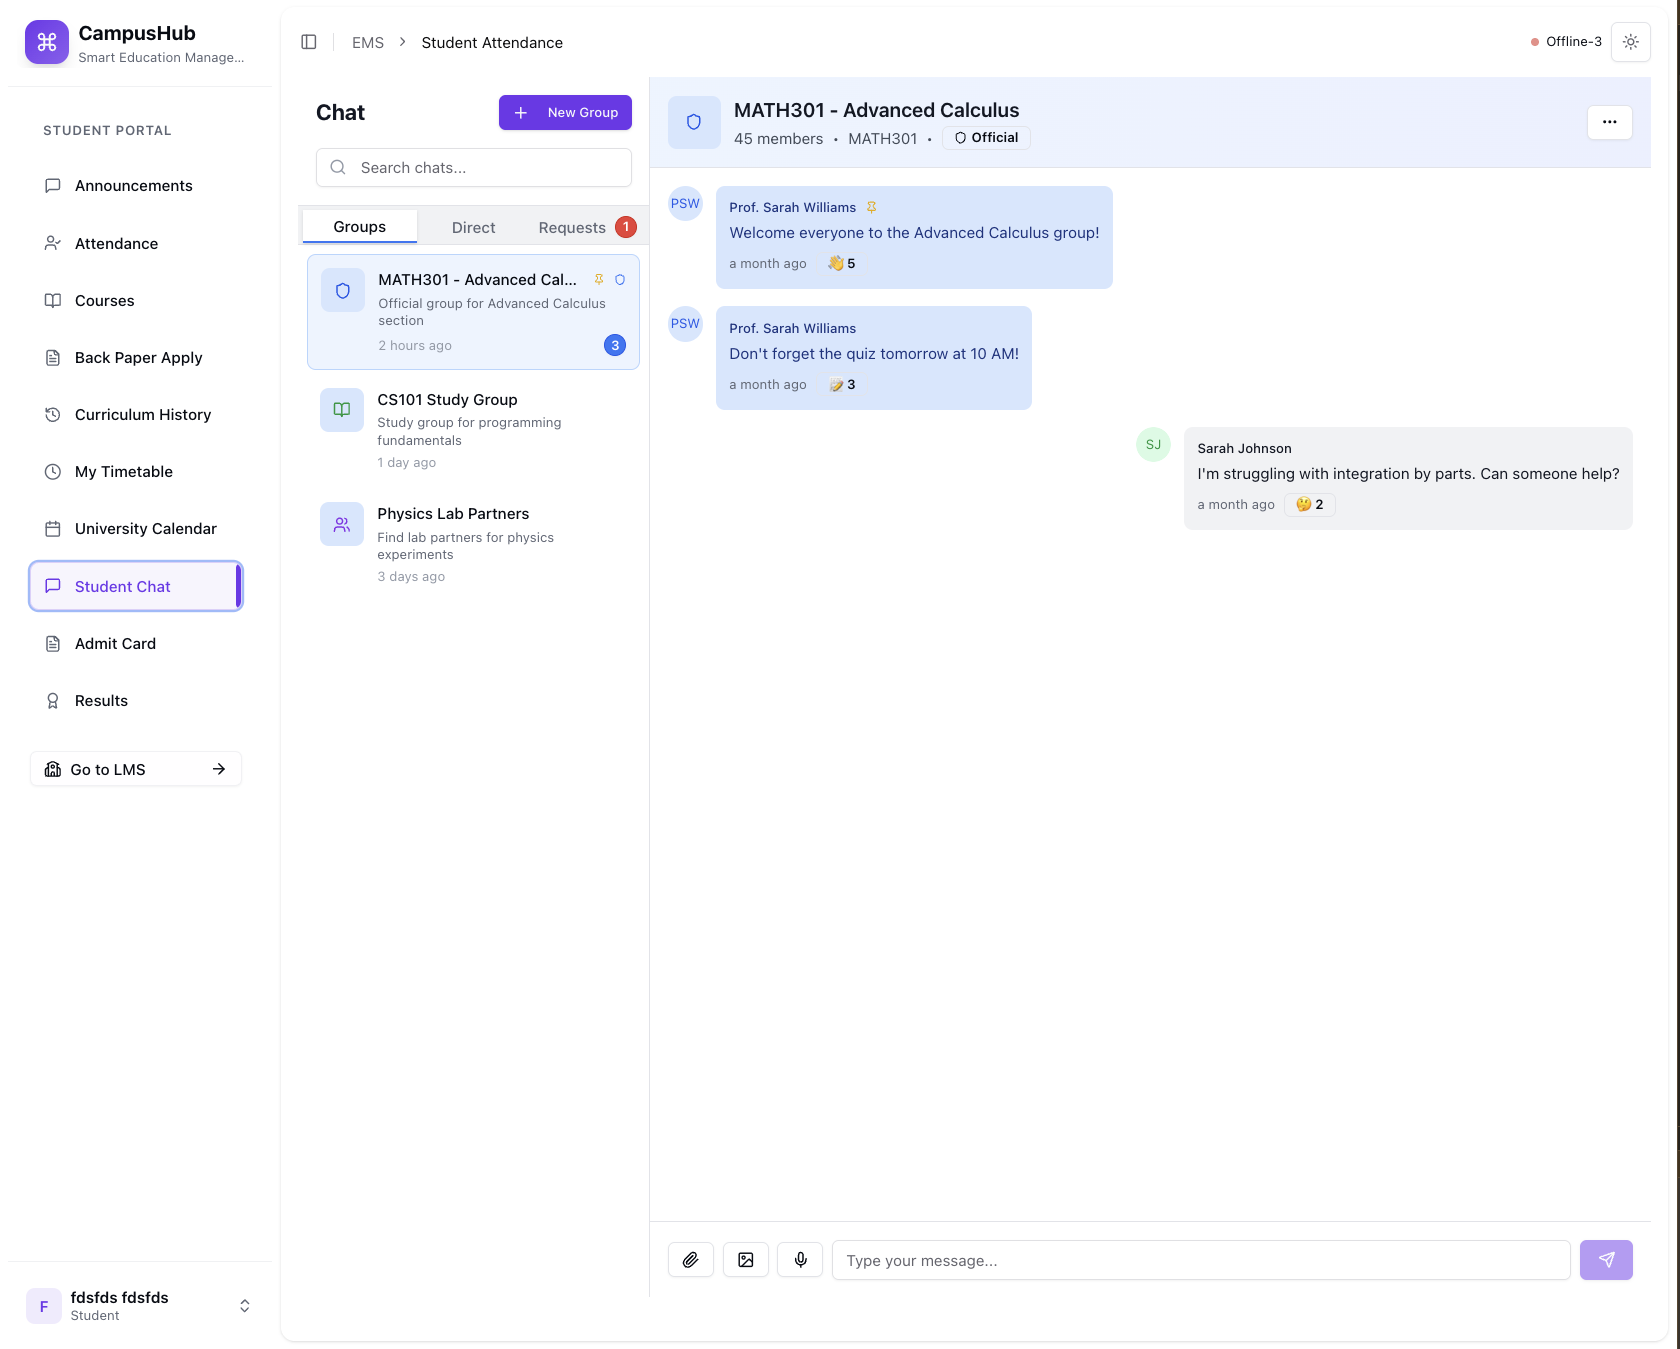 CampusHub
Smart Education Manage...
STUDENT PORTAL
Announcements
Attendance
Courses
Back Paper Apply
Curriculum History
My Timetable
University Calendar
Student Chat
Admit Card
Results
Go to LMS
F
fdsfds fdsfds
Student
EMS
Student Attendance
Offline-3
Chat
New Group
Search chats...
Groups
Direct
Requests 1
MATH301 - Advanced Cal...
Official group for Advanced Calculus
section
2 hours ago
3
CS101 Study Group
Study group for programming
fundamentals
1 day ago
Physics Lab Partners
Find lab partners for physics
experiments
3 days ago
MATH301 - Advanced Calculus
45 members • MATH301 • Official
PSW
Prof. Sarah Williams
Welcome everyone to the Advanced Calculus group!
a month ago 👋 5
PSW
Prof. Sarah Williams
Don't forget the quiz tomorrow at 10 AM!
a month ago 📝 3
SJ
Sarah Johnson
I'm struggling with integration by parts. Can someone help?
a month ago 🤔 2
Type your message...